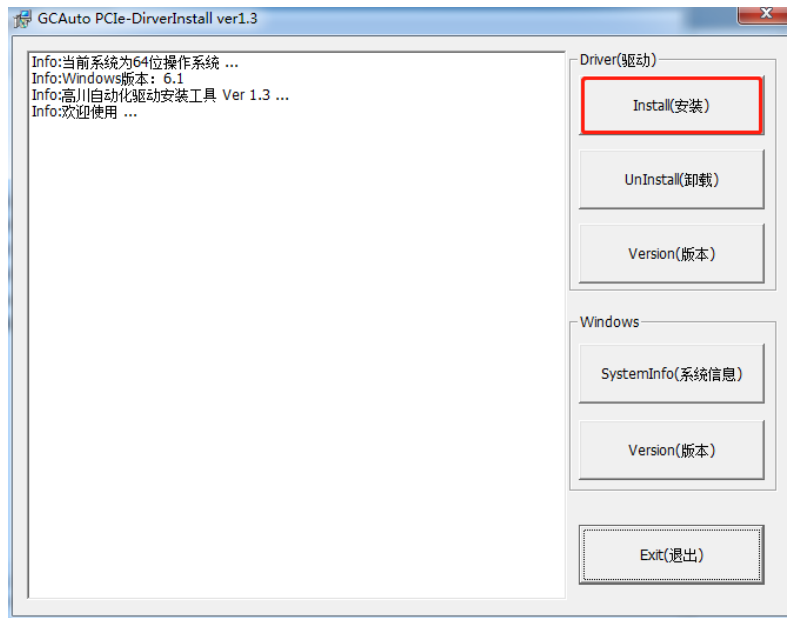 GCAuto PCIe-DirverInstall ver1.3
Info:当前系统为64位操作系统 ...
Info:Windows版本：6.1
Info:高川自动化驱动安装工具 Ver 1.3 ...
Info:欢迎使用 ...
Driver(驱动)
Install(安装)
UnInstall(卸载)
Version(版本)
Windows
SystemInfo(系统信息)
Version(版本)
Exit(退出)